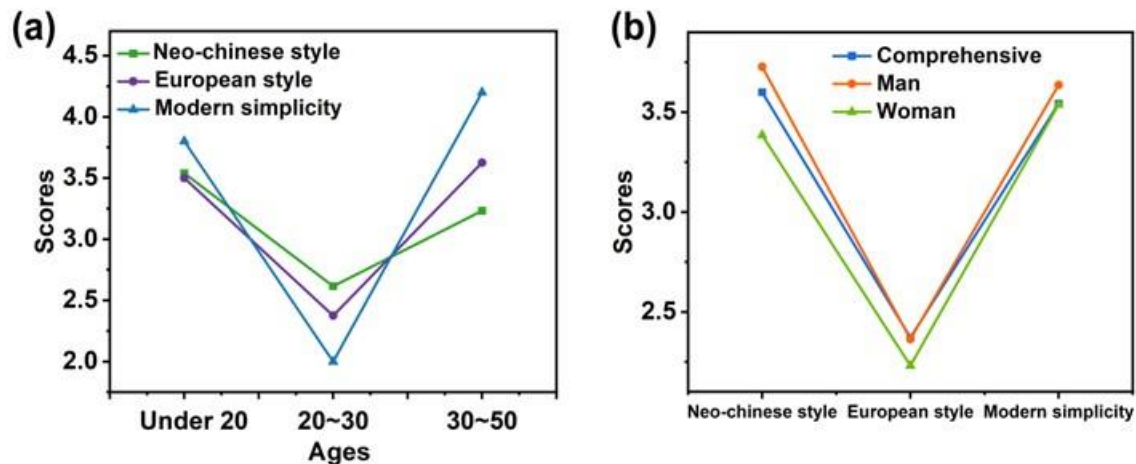 (a)
Neo-chinese style
European style
Modern simplicity
Scores
4.5
4.0
3.5
3.0
2.5
2.0
Under 20
20~30
30~50
Ages
(b)
Comprehensive
Man
Woman
Scores
3.5
3.0
2.5
Neo-chinese style
European style
Modern simplicity